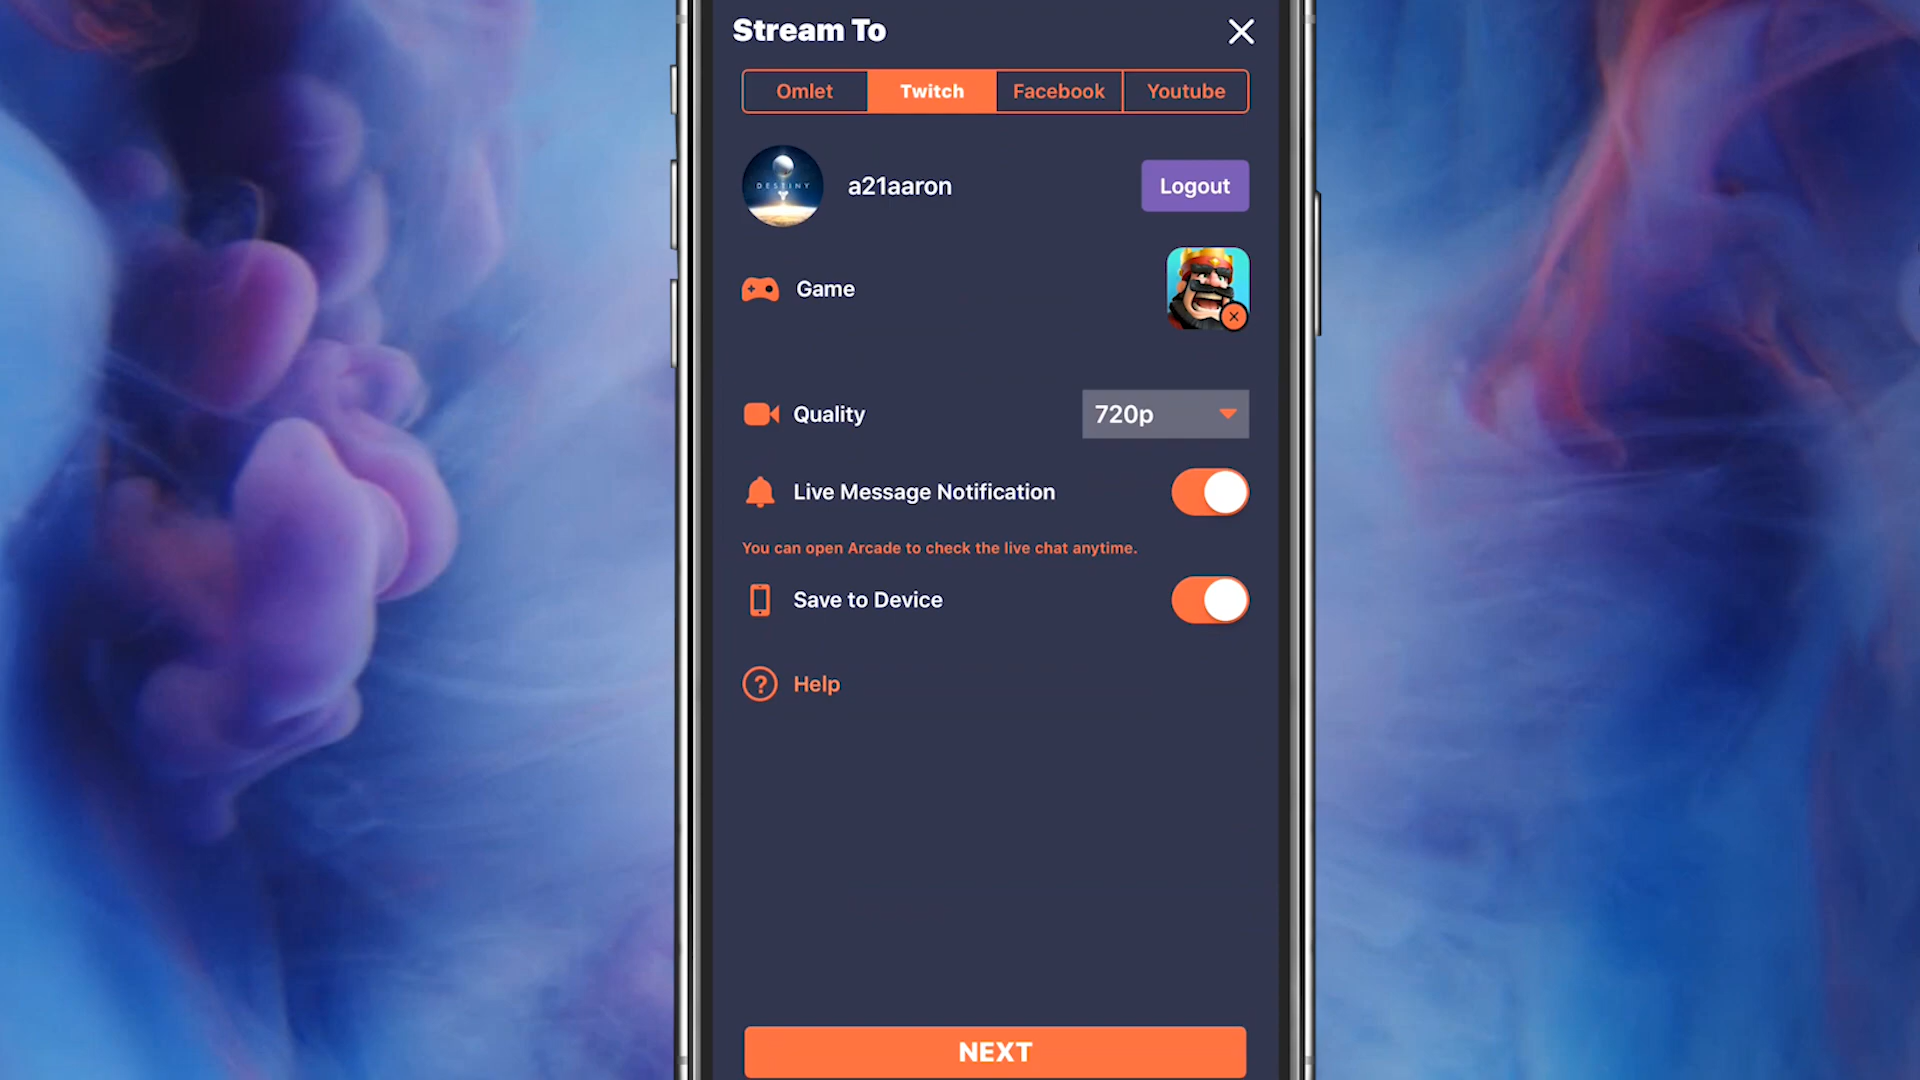 Stream To
Omlet Twitch Facebook Youtube
DESTINY
a21aaron
Logout
Game
Quality
720p
Live Message Notification
You can open Arcade to check the live chat anytime.
Save to Device
? Help
NEXT